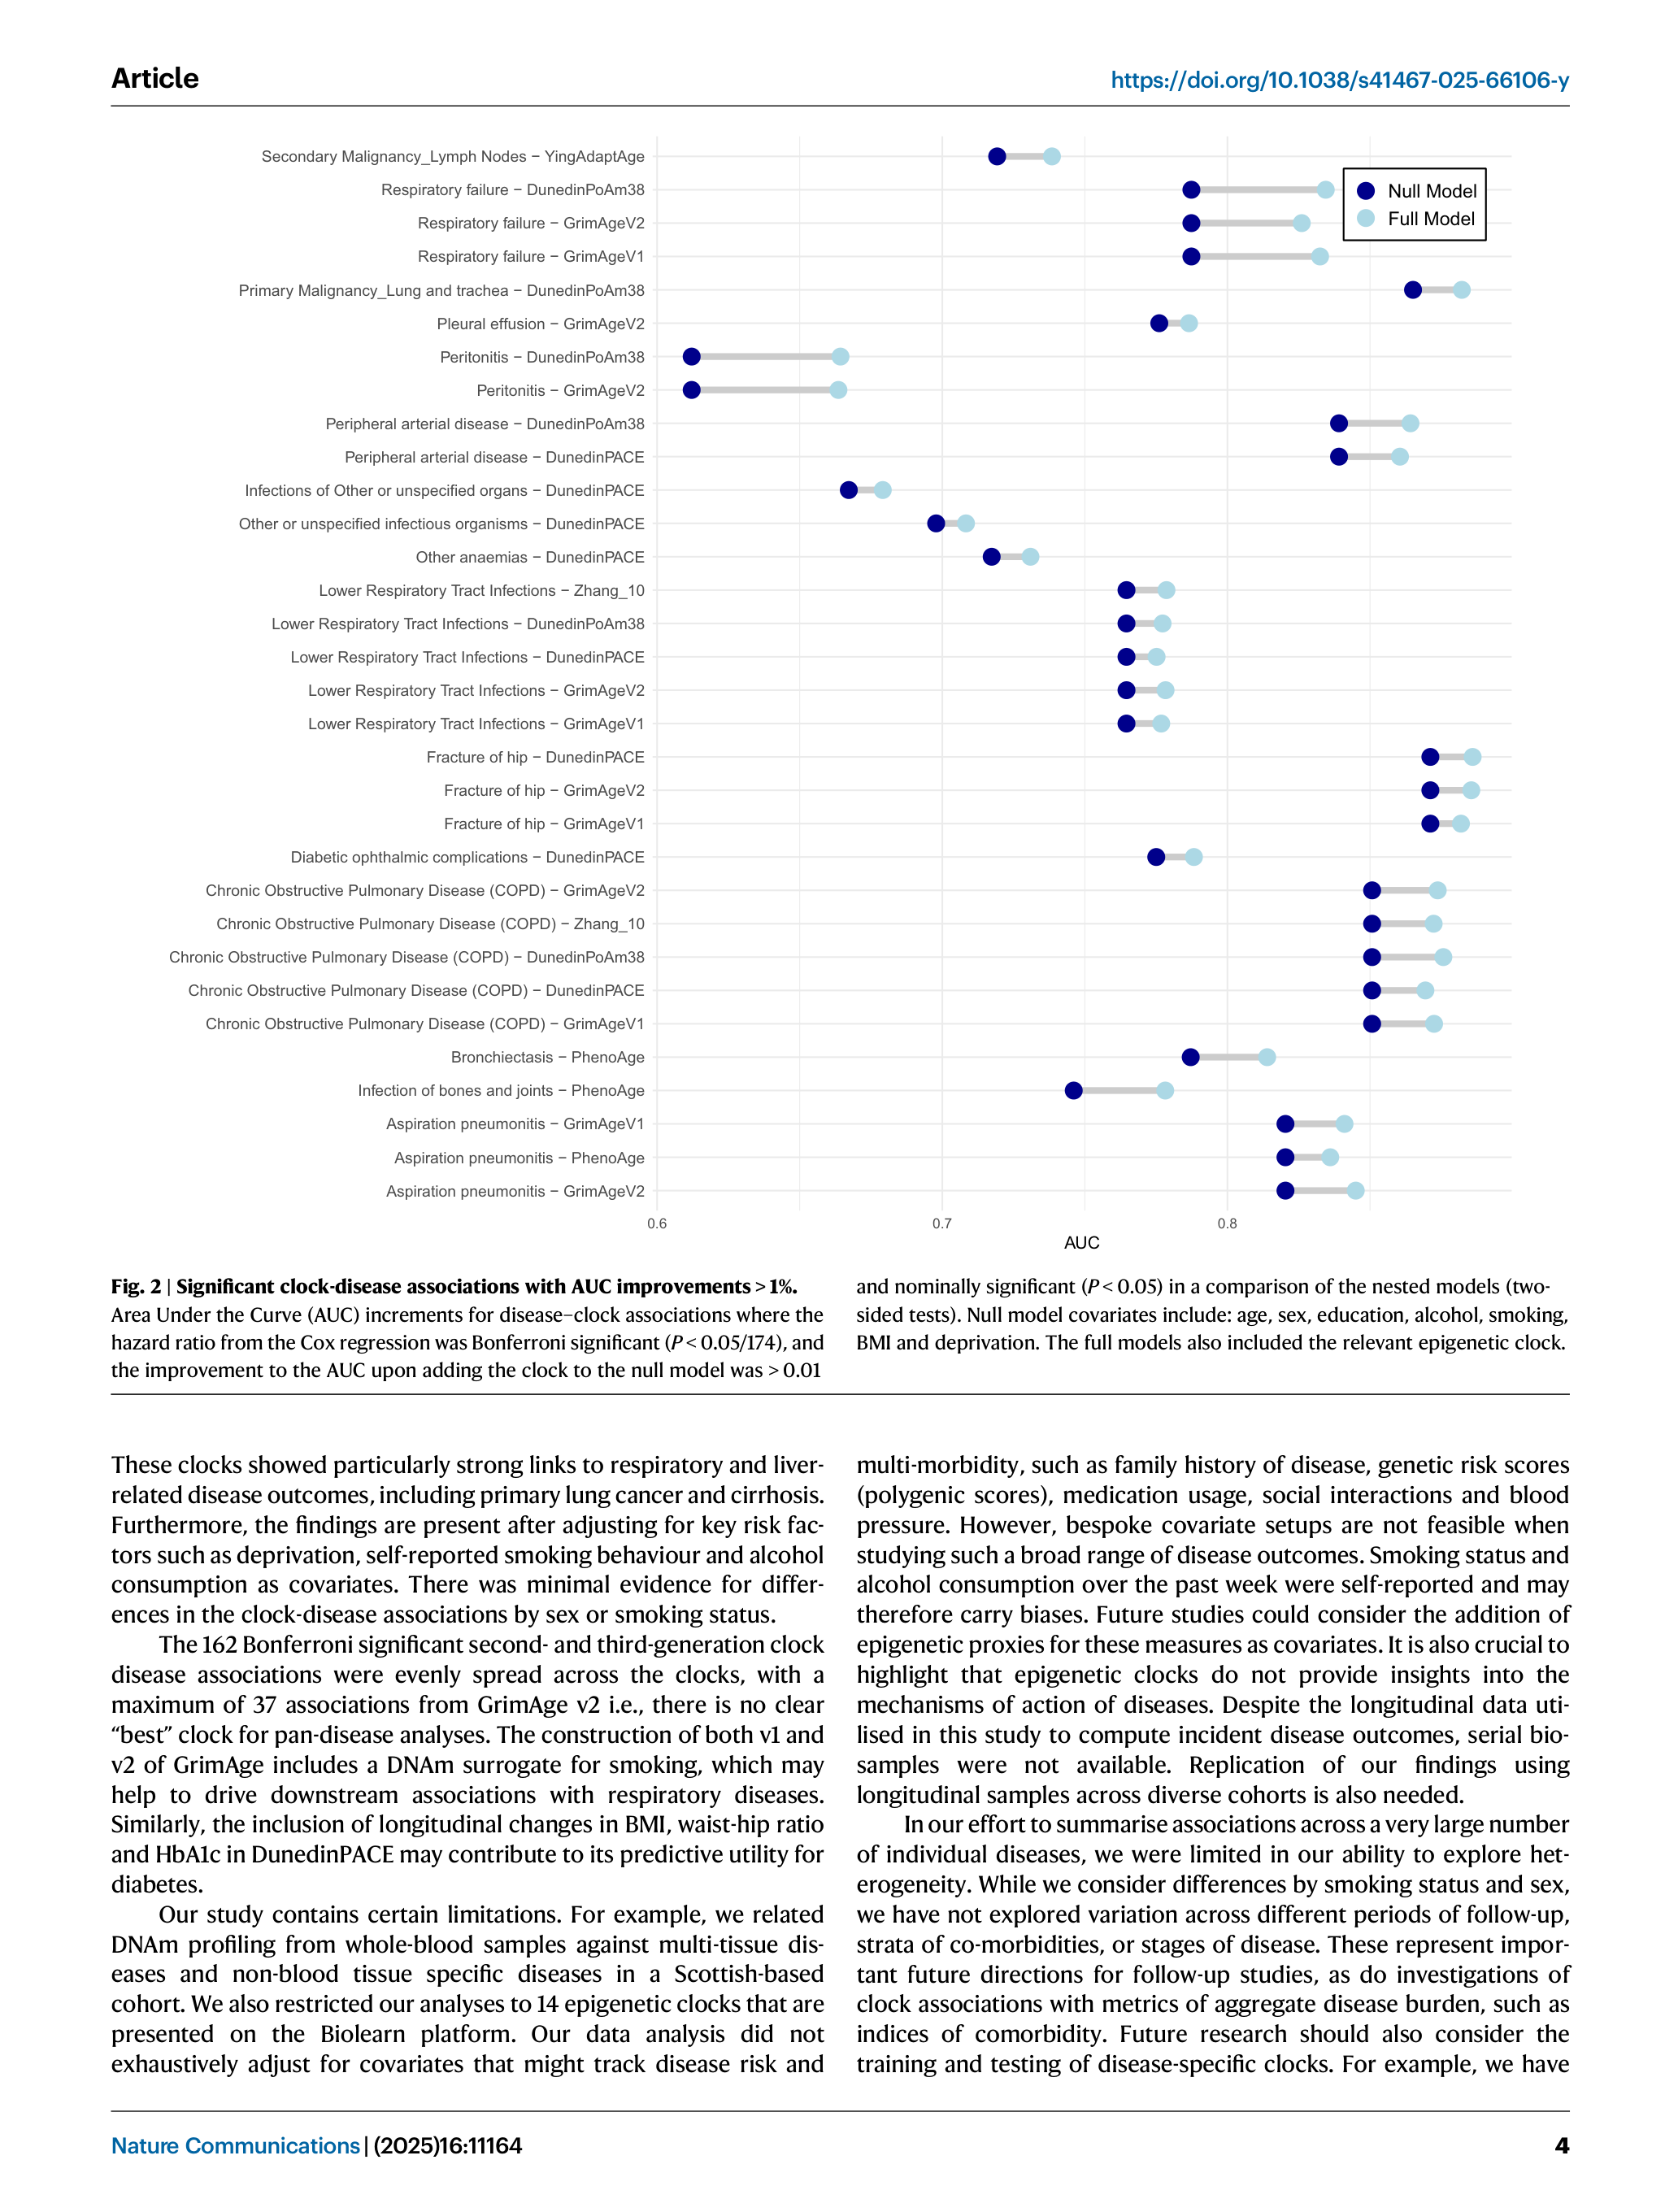 Article
https://doi.org/10.1038/s41467-025-66106-y
Secondary Malignancy_Lymph Nodes − YingAdaptAge
Respiratory failure − DunedinPoAm38
Respiratory failure − GrimAgeV2
Respiratory failure − GrimAgeV1
Primary Malignancy_Lung and trachea − DunedinPoAm38
Pleural effusion − GrimAgeV2
Peritonitis − DunedinPoAm38
Peritonitis − GrimAgeV2
Peripheral arterial disease − DunedinPoAm38
Peripheral arterial disease − DunedinPACE
Infections of Other or unspecified organs − DunedinPACE
Other or unspecified infectious organisms − DunedinPACE
Other anaemias − DunedinPACE
Lower Respiratory Tract Infections − Zhang_10
Lower Respiratory Tract Infections − DunedinPoAm38
Lower Respiratory Tract Infections − DunedinPACE
Lower Respiratory Tract Infections − GrimAgeV2
Lower Respiratory Tract Infections − GrimAgeV1
Fracture of hip − DunedinPACE
Fracture of hip − GrimAgeV2
Fracture of hip − GrimAgeV1
Diabetic ophthalmic complications − DunedinPACE
Chronic Obstructive Pulmonary Disease (COPD) − GrimAgeV2
Chronic Obstructive Pulmonary Disease (COPD) − Zhang_10
Chronic Obstructive Pulmonary Disease (COPD) − DunedinPoAm38
Chronic Obstructive Pulmonary Disease (COPD) − DunedinPACE
Chronic Obstructive Pulmonary Disease (COPD) − GrimAgeV1
Bronchiectasis − PhenoAge
Infection of bones and joints − PhenoAge
Aspiration pneumonitis − GrimAgeV1
Aspiration pneumonitis − PhenoAge
Aspiration pneumonitis − GrimAgeV2
Null Model
Full Model
0.6 0.7 0.8
AUC
Fig. 2 | Significant clock-disease associations with AUC improvements > 1%.
Area Under the Curve (AUC) increments for disease–clock associations where the
hazard ratio from the Cox regression was Bonferroni significant (P < 0.05/174), and
the improvement to the AUC upon adding the clock to the null model was > 0.01
and nominally significant (P < 0.05) in a comparison of the nested models (two-
sided tests). Null model covariates include: age, sex, education, alcohol, smoking,
BMI and deprivation. The full models also included the relevant epigenetic clock.
These clocks showed particularly strong links to respiratory and liver-
related disease outcomes, including primary lung cancer and cirrhosis.
Furthermore, the findings are present after adjusting for key risk fac-
tors such as deprivation, self-reported smoking behaviour and alcohol
consumption as covariates. There was minimal evidence for differ-
ences in the clock-disease associations by sex or smoking status.
The 162 Bonferroni significant second- and third-generation clock
disease associations were evenly spread across the clocks, with a
maximum of 37 associations from GrimAge v2 i.e., there is no clear
“best” clock for pan-disease analyses. The construction of both v1 and
v2 of GrimAge includes a DNAm surrogate for smoking, which may
help to drive downstream associations with respiratory diseases.
Similarly, the inclusion of longitudinal changes in BMI, waist-hip ratio
and HbA1c in DunedinPACE may contribute to its predictive utility for
diabetes.
Our study contains certain limitations. For example, we related
DNAm profiling from whole-blood samples against multi-tissue dis-
eases and non-blood tissue specific diseases in a Scottish-based
cohort. We also restricted our analyses to 14 epigenetic clocks that are
presented on the Biolearn platform. Our data analysis did not
exhaustively adjust for covariates that might track disease risk and
multi-morbidity, such as family history of disease, genetic risk scores
(polygenic scores), medication usage, social interactions and blood
pressure. However, bespoke covariate setups are not feasible when
studying such a broad range of disease outcomes. Smoking status and
alcohol consumption over the past week were self-reported and may
therefore carry biases. Future studies could consider the addition of
epigenetic proxies for these measures as covariates. It is also crucial to
highlight that epigenetic clocks do not provide insights into the
mechanisms of action of diseases. Despite the longitudinal data uti-
lised in this study to compute incident disease outcomes, serial bio-
samples were not available. Replication of our findings using
longitudinal samples across diverse cohorts is also needed.
In our effort to summarise associations across a very large number
of individual diseases, we were limited in our ability to explore het-
erogeneity. While we consider differences by smoking status and sex,
we have not explored variation across different periods of follow-up,
strata of co-morbidities, or stages of disease. These represent impor-
tant future directions for follow-up studies, as do investigations of
clock associations with metrics of aggregate disease burden, such as
indices of comorbidity. Future research should also consider the
training and testing of disease-specific clocks. For example, we have
Nature Communications | (2025)16:11164
4